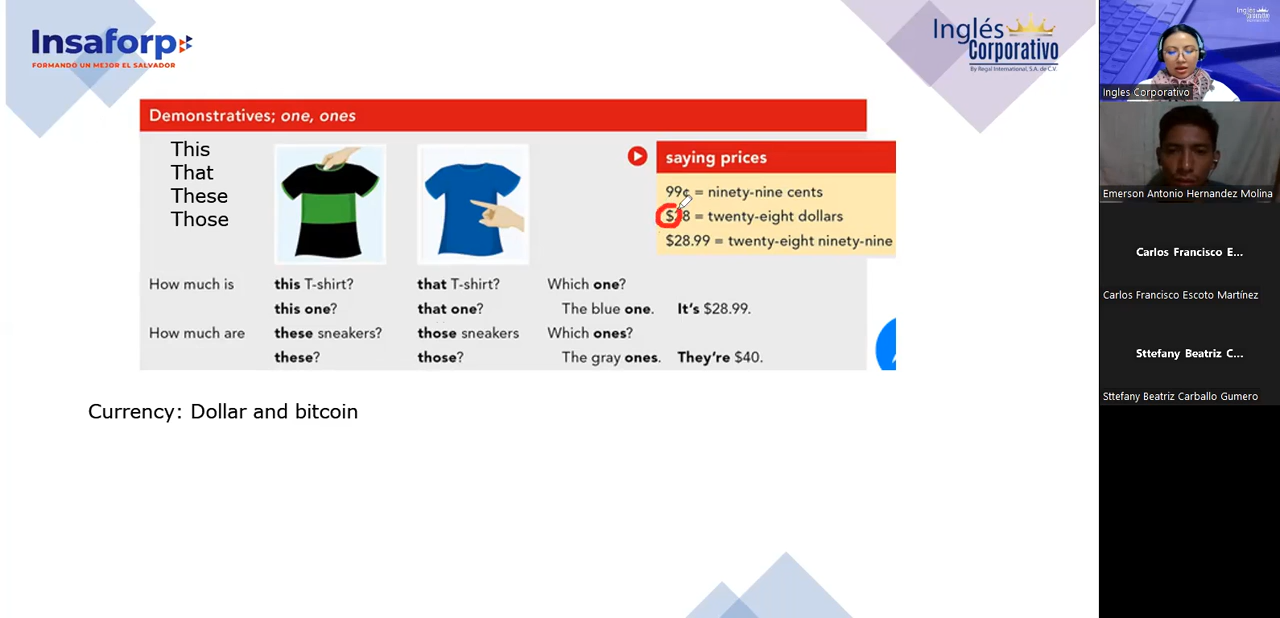 Insaforp
FORMANDO UN MEJOR EL SALVADOR
Inglés
Corporativo
By Regal International, S.A. de C.V.
Demonstratives; one, ones
This
That
These
Those
saying prices
99¢ = ninety-nine cents
$28 = twenty-eight dollars
$28.99 = twenty-eight ninety-nine
How much is this T-shirt? that T-shirt? Which one?
this one? that one? The blue one. It's $28.99.
How much are these sneakers? those sneakers Which ones?
these? those? The gray ones. They're $40.
Currency: Dollar and bitcoin
Inglés
Ingles Corporativo
Emerson Antonio Hernandez Molina
Carlos Francisco E...
Carlos Francisco Escoto Martínez
Sttefany Beatriz C...
Sttefany Beatriz Carballo Gumero